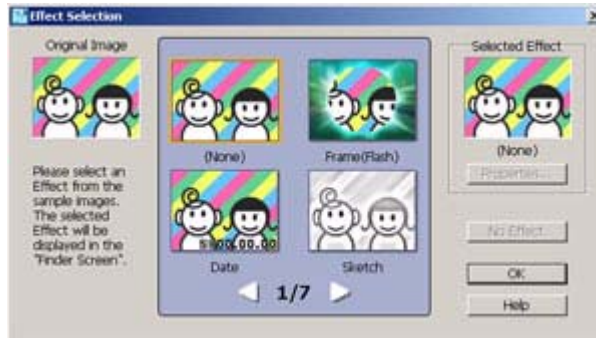 Effect Selection
Original Image
Please select an
Effect from the
sample images.
The selected
Effect will be
displayed in the
"Finder Screen".
(None)
Frame(Flash)
Date
Sketch
1/7
Selected Effect
(None)
Properties...
No Effect
OK
Help